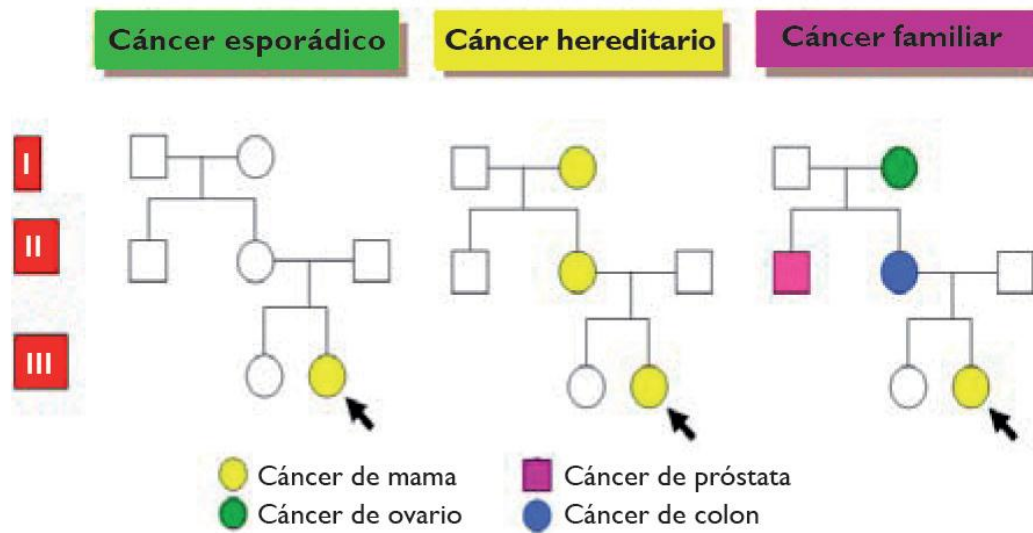 Cáncer esporádico
Cáncer hereditario
Cáncer familiar
I
II
III
Cáncer de mama
Cáncer de próstata
Cáncer de ovario
Cáncer de colon